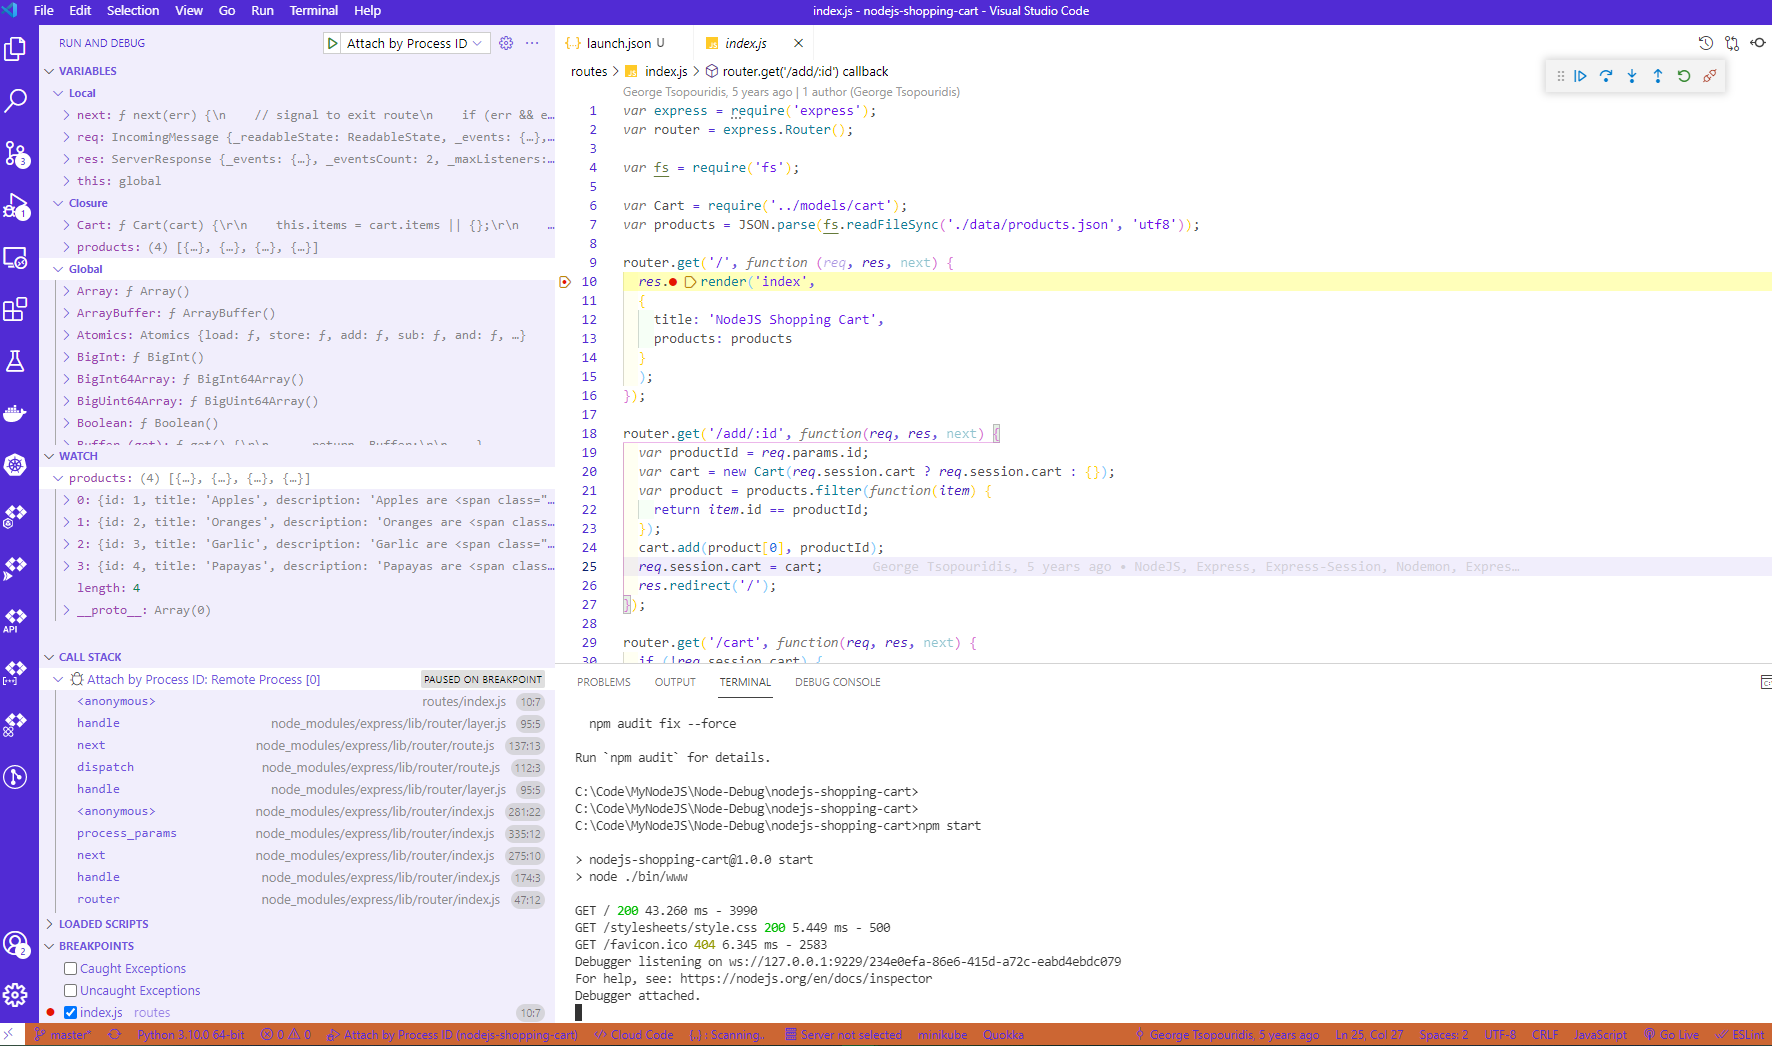 File Edit Selection View Go Run Terminal Help
index.js - nodejs-shopping-cart - Visual Studio Code
RUN AND DEBUG
Attach by Process ID
VARIABLES
Local
next: ƒ next(err) {\n    // signal to exit route\n    if (err && e…
req: IncomingMessage {_readableState: ReadableState, _events: {…},…
res: ServerResponse {_events: {…}, _eventsCount: 2, _maxListeners:…
this: global
Closure
Cart: ƒ Cart(cart) {\r\n    this.items = cart.items || {};\r\n    …
products: (4) [{…}, {…}, {…}, {…}]
Global
Array: ƒ Array()
ArrayBuffer: ƒ ArrayBuffer()
Atomics: Atomics {load: ƒ, store: ƒ, add: ƒ, sub: ƒ, and: ƒ, …}
BigInt: ƒ BigInt()
BigInt64Array: ƒ BigInt64Array()
BigUint64Array: ƒ BigUint64Array()
Boolean: ƒ Boolean()
Buffer (get): ƒ get() {\r\n    return _Buffer;\r\n    }
WATCH
products: (4) [{…}, {…}, {…}, {…}]
0: {id: 1, title: 'Apples', description: 'Apples are <span class="…
1: {id: 2, title: 'Oranges', description: 'Oranges are <span class…
2: {id: 3, title: 'Garlic', description: 'Garlic are <span class="…
3: {id: 4, title: 'Papayas', description: 'Papayas are <span class…
length: 4
__proto__: Array(0)
CALL STACK
Attach by Process ID: Remote Process [0] PAUSED ON BREAKPOINT
<anonymous> routes/index.js 10:7
handle node_modules/express/lib/router/layer.js 95:5
next node_modules/express/lib/router/route.js 137:13
dispatch node_modules/express/lib/router/route.js 112:3
handle node_modules/express/lib/router/layer.js 95:5
<anonymous> node_modules/express/lib/router/index.js 281:22
process_params node_modules/express/lib/router/index.js 335:12
next node_modules/express/lib/router/index.js 275:10
handle node_modules/express/lib/router/index.js 174:3
router node_modules/express/lib/router/index.js 47:12
LOADED SCRIPTS
BREAKPOINTS
Caught Exceptions
Uncaught Exceptions
index.js routes 10:7
3
1
API
2
launch.json U
index.js
routes > index.js > router.get('/add/:id') callback
George Tsopouridis, 5 years ago | 1 author (George Tsopouridis)
1 var express = require('express');
2 var router = express.Router();
3
4 var fs = require('fs');
5
6 var Cart = require('../models/cart');
7 var products = JSON.parse(fs.readFileSync('./data/products.json', 'utf8'));
8
9 router.get('/', function (req, res, next) {
10 res.render('index',
11 {
12 title: 'NodeJS Shopping Cart',
13 products: products
14 }
15 );
16 });
17
18 router.get('/add/:id', function(req, res, next) {
19 var productId = req.params.id;
20 var cart = new Cart(req.session.cart ? req.session.cart : {});
21 var product = products.filter(function(item) {
22 return item.id == productId;
23 });
24 cart.add(product[0], productId);
25 req.session.cart = cart; George Tsopouridis, 5 years ago • NodeJS, Express, Express-Session, Nodemon, Expres…
26 res.redirect('/');
27 });
28
29 router.get('/cart', function(req, res, next) {
30 if (!req.session.cart) {
PROBLEMS OUTPUT TERMINAL DEBUG CONSOLE
npm audit fix --force
Run `npm audit` for details.
C:\Code\MyNodeJS\Node-Debug\nodejs-shopping-cart>
C:\Code\MyNodeJS\Node-Debug\nodejs-shopping-cart>
C:\Code\MyNodeJS\Node-Debug\nodejs-shopping-cart>npm start
> nodejs-shopping-cart@1.0.0 start
> node ./bin/www
GET / 200 43.260 ms - 3990
GET /stylesheets/style.css 200 5.449 ms - 500
GET /favicon.ico 404 6.345 ms - 2583
Debugger listening on ws://127.0.0.1:9229/234e0efa-86e6-415d-a72c-eabd4ebdc079
For help, see: https://nodejs.org/en/docs/inspector
Debugger attached.
master* Python 3.10.0 64-bit 0 0 Attach by Process ID (nodejs-shopping-cart) Cloud Code {..} : Scanning.. Server not selected minikube Quokka George Tsopouridis, 5 years ago Ln 25, Col 27 Spaces: 2 UTF-8 CRLF JavaScript Go Live ESLint